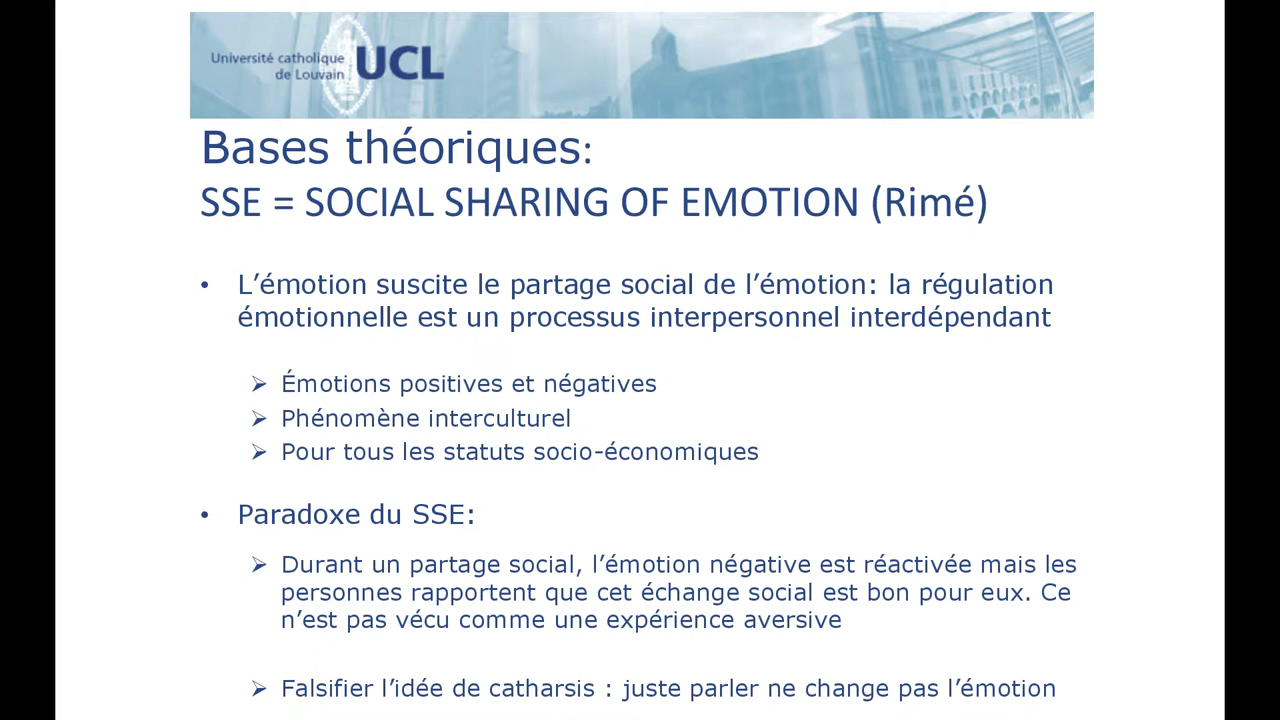 Université catholique
de Louvain
UCL
Bases théoriques:
SSE = SOCIAL SHARING OF EMOTION (Rimé)
• L’émotion suscite le partage social de l’émotion: la régulation
émotionnelle est un processus interpersonnel interdépendant
➢ Émotions positives et négatives
➢ Phénomène interculturel
➢ Pour tous les statuts socio-économiques
• Paradoxe du SSE:
➢ Durant un partage social, l’émotion négative est réactivée mais les
personnes rapportent que cet échange social est bon pour eux. Ce
n’est pas vécu comme une expérience aversive
➢ Falsifier l’idée de catharsis : juste parler ne change pas l’émotion